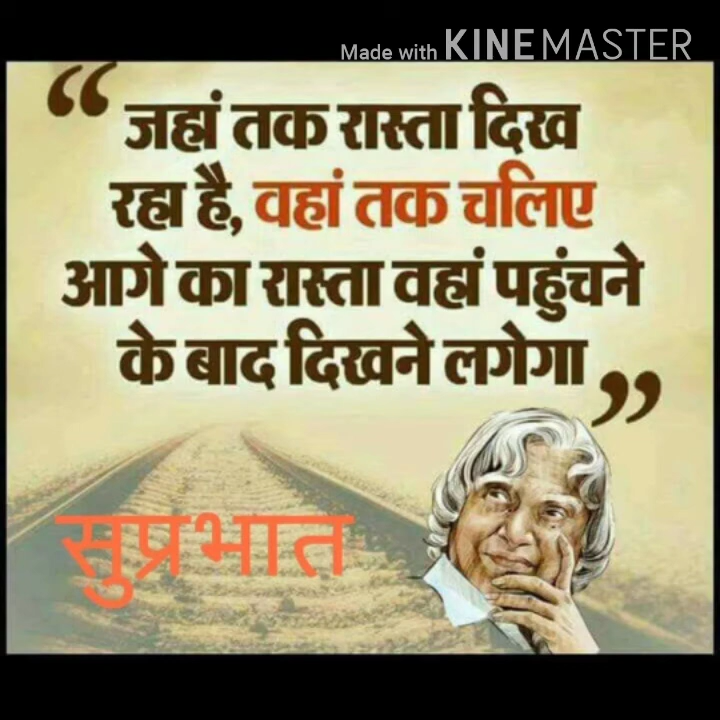 Made with KINEMASTER
“जहां तक रास्ता दिख
रहा है, वहां तक चलिए
आगे का रास्ता वहां पहुंचने
के बाद दिखने लगेगा”
सुप्रभात